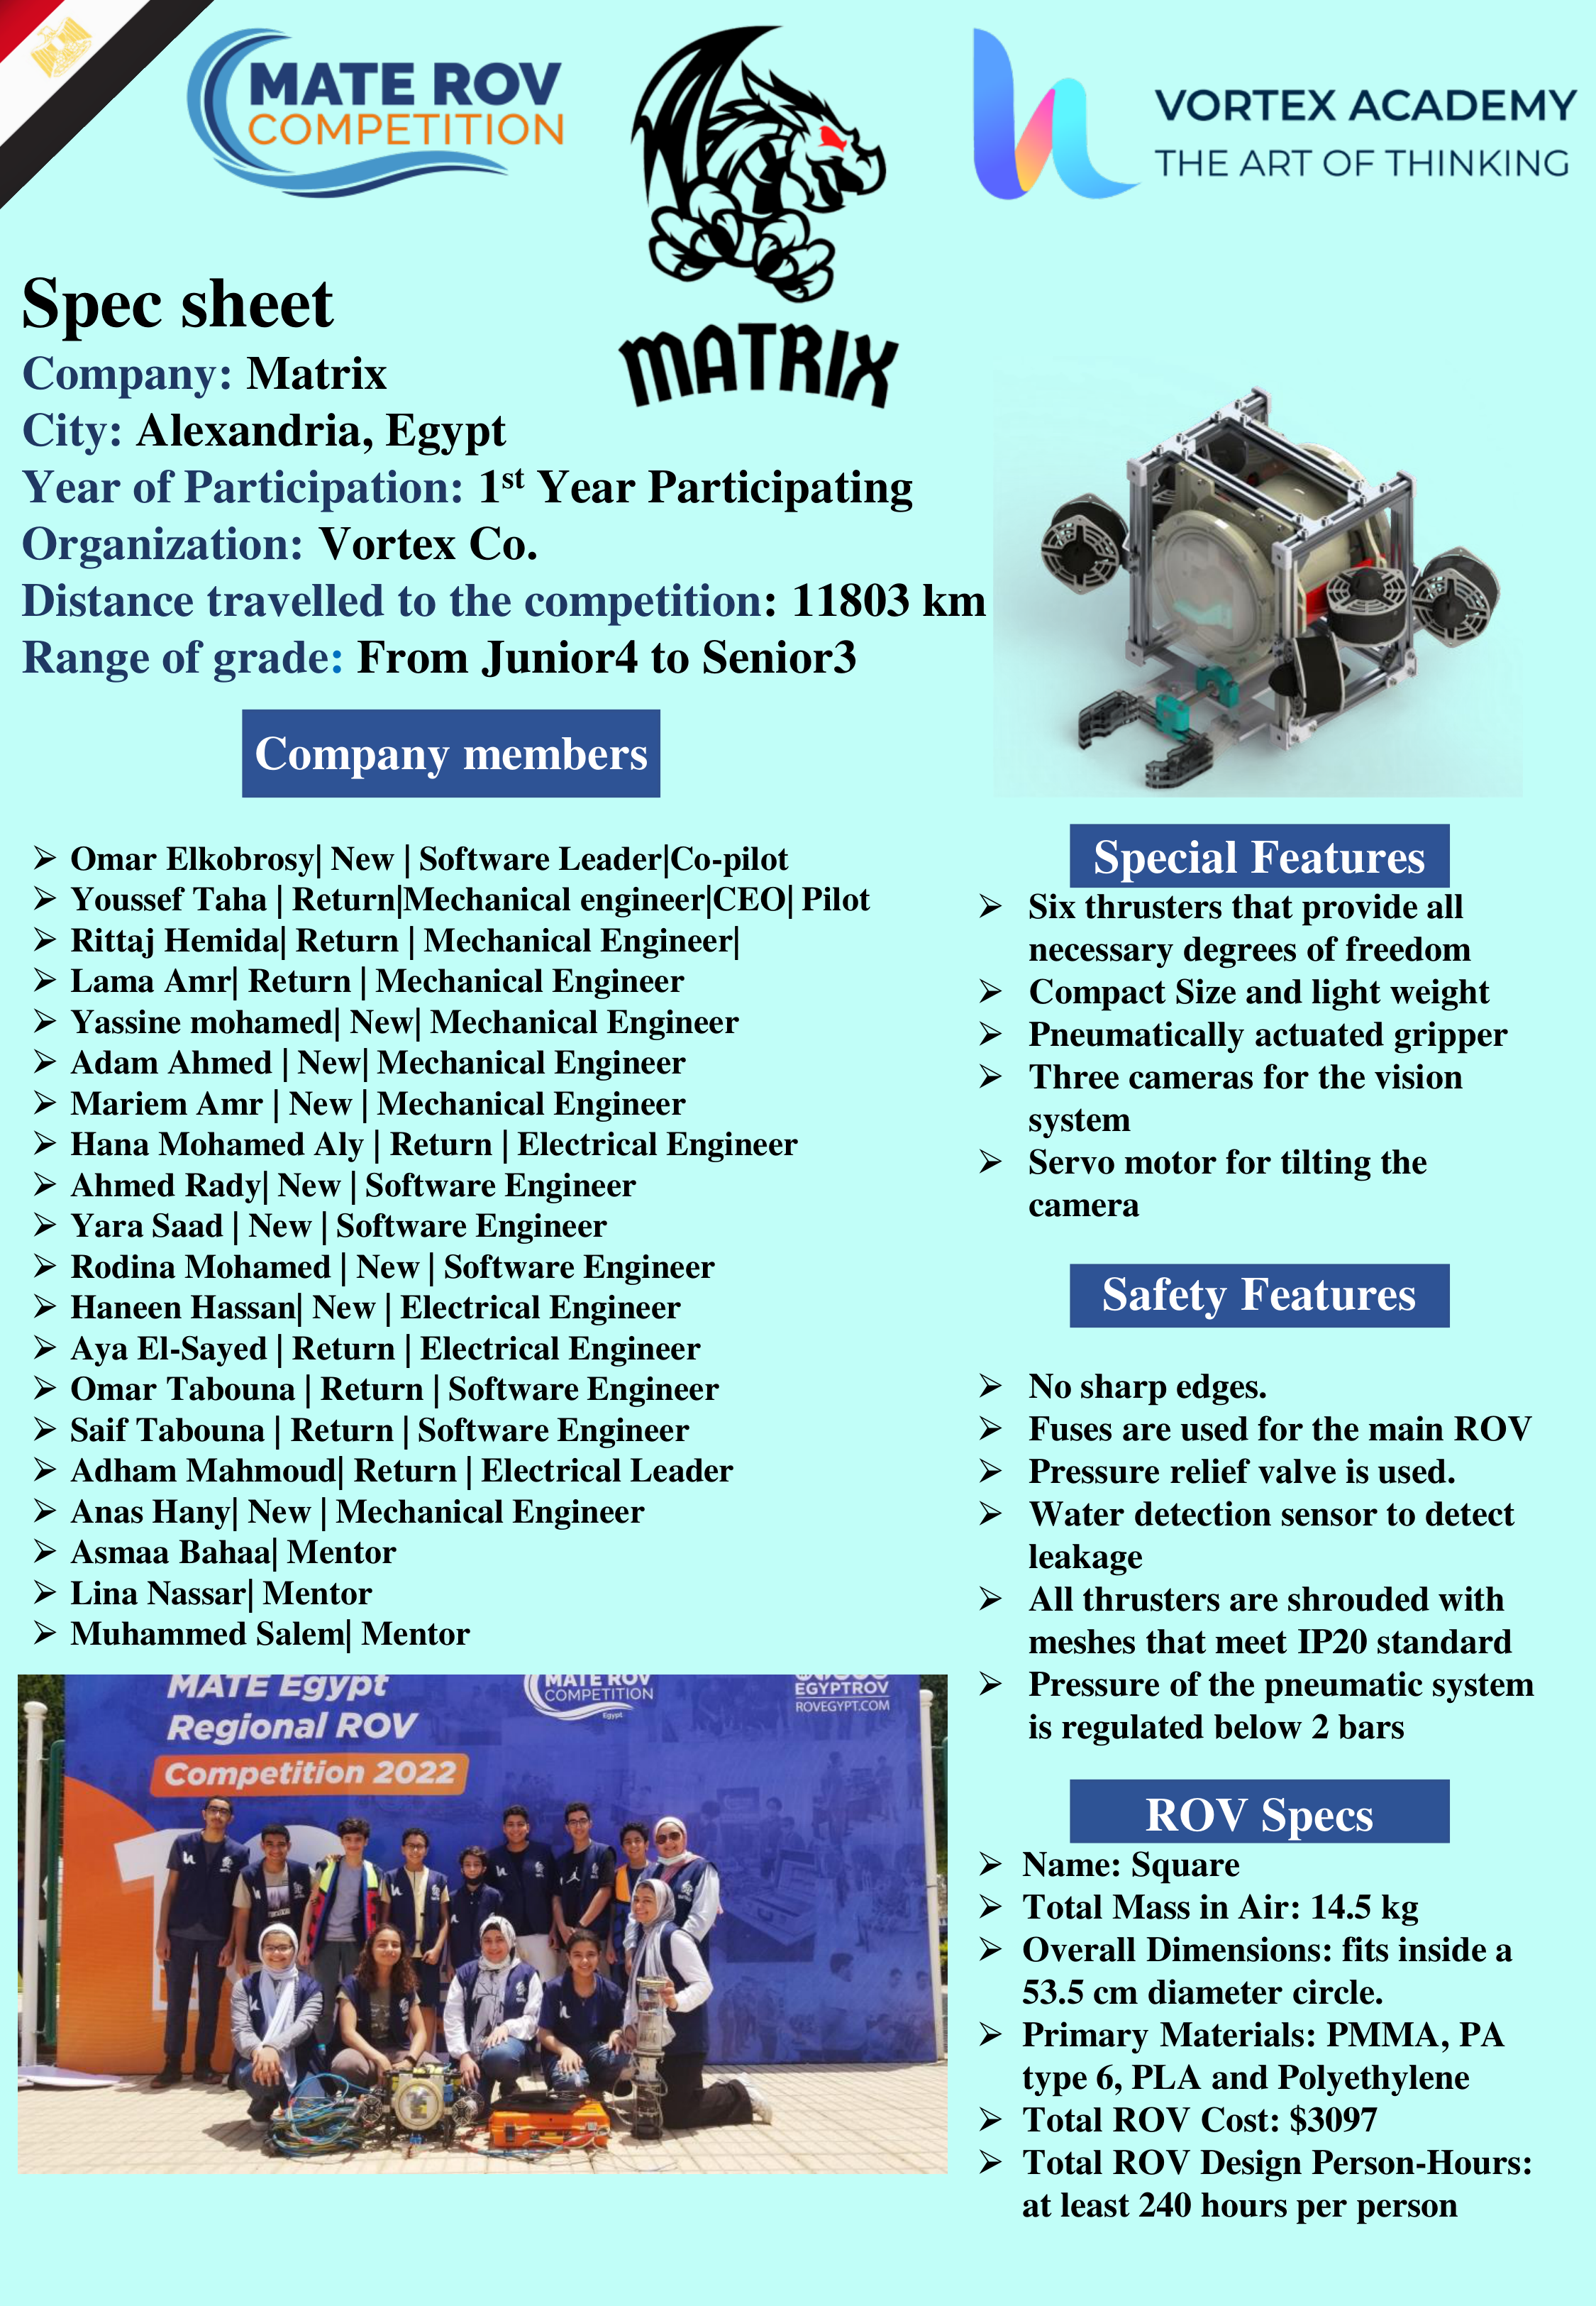 MATE ROV
COMPETITION
MATRIX
VORTEX ACADEMY
THE ART OF THINKING
Spec sheet
Company: Matrix
City: Alexandria, Egypt
Year of Participation: 1st Year Participating
Organization: Vortex Co.
Distance travelled to the competition: 11803 km
Range of grade: From Junior4 to Senior3
Company members
➢ Omar Elkobrosy| New | Software Leader|Co-pilot
➢ Youssef Taha | Return|Mechanical engineer|CEO| Pilot
➢ Rittaj Hemida| Return | Mechanical Engineer|
➢ Lama Amr| Return | Mechanical Engineer
➢ Yassine mohamed| New| Mechanical Engineer
➢ Adam Ahmed | New| Mechanical Engineer
➢ Mariem Amr | New | Mechanical Engineer
➢ Hana Mohamed Aly | Return | Electrical Engineer
➢ Ahmed Rady| New | Software Engineer
➢ Yara Saad | New | Software Engineer
➢ Rodina Mohamed | New | Software Engineer
➢ Haneen Hassan| New | Electrical Engineer
➢ Aya El-Sayed | Return | Electrical Engineer
➢ Omar Tabouna | Return | Software Engineer
➢ Saif Tabouna | Return | Software Engineer
➢ Adham Mahmoud| Return | Electrical Leader
➢ Anas Hany| New | Mechanical Engineer
➢ Asmaa Bahaa| Mentor
➢ Lina Nassar| Mentor
➢ Muhammed Salem| Mentor
MATE Egypt
Regional ROV
Competition 2022
MATE ROV
COMPETITION
Egypt
EGYPTROV
ROVEGYPT.COM
Special Features
➢ Six thrusters that provide all
necessary degrees of freedom
➢ Compact Size and light weight
➢ Pneumatically actuated gripper
➢ Three cameras for the vision
system
➢ Servo motor for tilting the
camera
Safety Features
➢ No sharp edges.
➢ Fuses are used for the main ROV
➢ Pressure relief valve is used.
➢ Water detection sensor to detect
leakage
➢ All thrusters are shrouded with
meshes that meet IP20 standard
➢ Pressure of the pneumatic system
is regulated below 2 bars
ROV Specs
➢ Name: Square
➢ Total Mass in Air: 14.5 kg
➢ Overall Dimensions: fits inside a
53.5 cm diameter circle.
➢ Primary Materials: PMMA, PA
type 6, PLA and Polyethylene
➢ Total ROV Cost: $3097
➢ Total ROV Design Person-Hours:
at least 240 hours per person